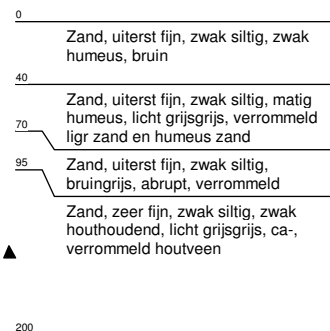 0
Zand, uiterst fijn, zwak siltig, zwak
humeus, bruin
40
Zand, uiterst fijn, zwak siltig, matig
humeus, licht grijsgrijs, verrommeld
ligr zand en humeus zand
70
Zand, uiterst fijn, zwak siltig,
bruingrijs, abrupt, verrommeld
95
Zand, zeer fijn, zwak siltig, zwak
houthoudend, licht grijsgrijs, ca-,
verrommeld houtveen
200